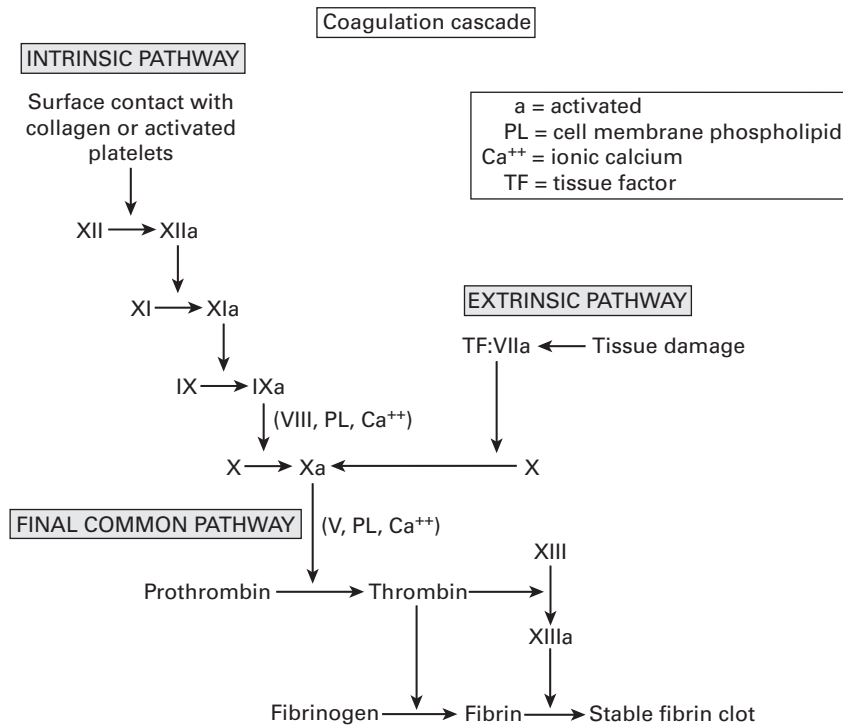 Coagulation cascade
INTRINSIC PATHWAY
Surface contact with
collagen or activated
platelets
a = activated
PL = cell membrane phospholipid
Ca⁺⁺ = ionic calcium
TF = tissue factor
XII XIIa
XI XIa
EXTRINSIC PATHWAY
TF:VIIa Tissue damage
IX IXa
(VIII, PL, Ca⁺⁺)
X Xa X
FINAL COMMON PATHWAY
(V, PL, Ca⁺⁺)
XIII
Prothrombin Thrombin
XIIIa
Fibrinogen Fibrin Stable fibrin clot